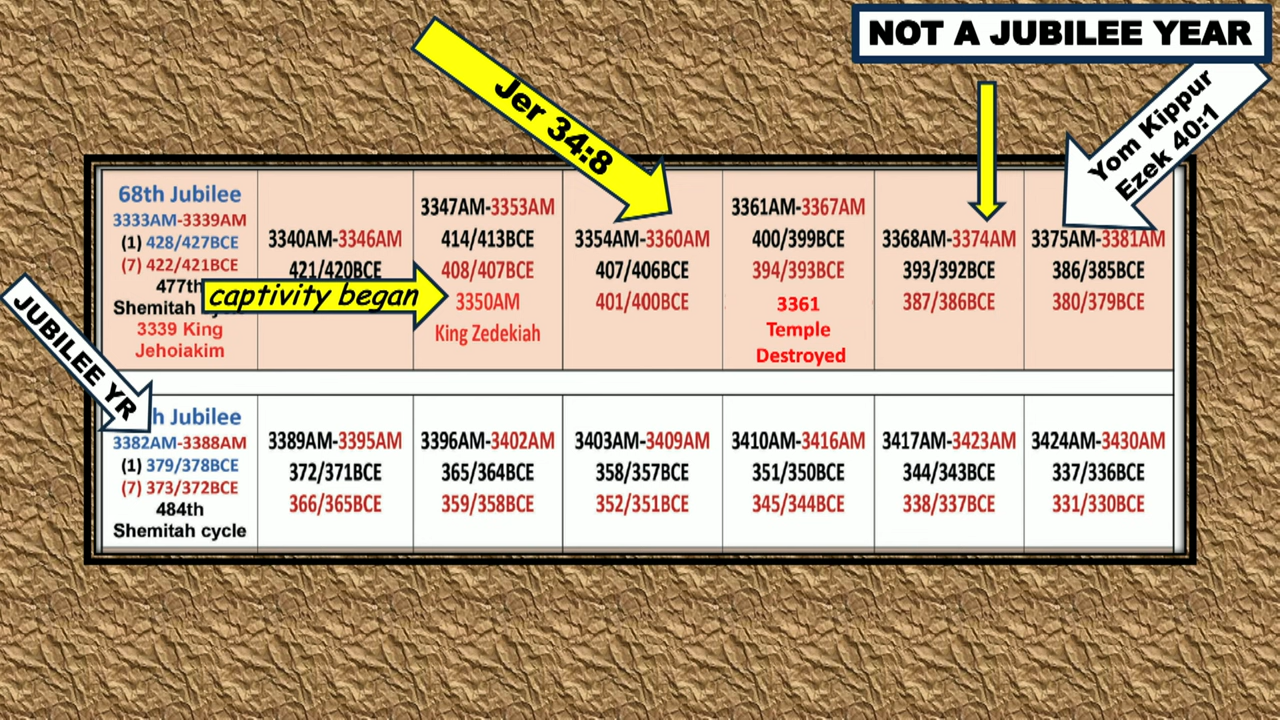 NOT A JUBILEE YEAR
Jer 34:8
Yom Kippur
Ezek 40:1
68th Jubilee
3333AM-3339AM
(1) 428/427BCE
(7) 422/421BCE
477th
Shemitah
3339 King
Jehoiakim
3340AM-3346AM
421/420BCE
captivity began
3347AM-3353AM
414/413BCE
408/407BCE
3350AM
King Zedekiah
3354AM-3360AM
407/406BCE
401/400BCE
3361AM-3367AM
400/399BCE
394/393BCE
3361
Temple
Destroyed
3368AM-3374AM
393/392BCE
387/386BCE
3375AM-3381AM
386/385BCE
380/379BCE
JUBILEE YR
h Jubilee
3382AM-3388AM
(1) 379/378BCE
(7) 373/372BCE
484th
Shemitah cycle
3389AM-3395AM
372/371BCE
366/365BCE
3396AM-3402AM
365/364BCE
359/358BCE
3403AM-3409AM
358/357BCE
352/351BCE
3410AM-3416AM
351/350BCE
345/344BCE
3417AM-3423AM
344/343BCE
338/337BCE
3424AM-3430AM
337/336BCE
331/330BCE